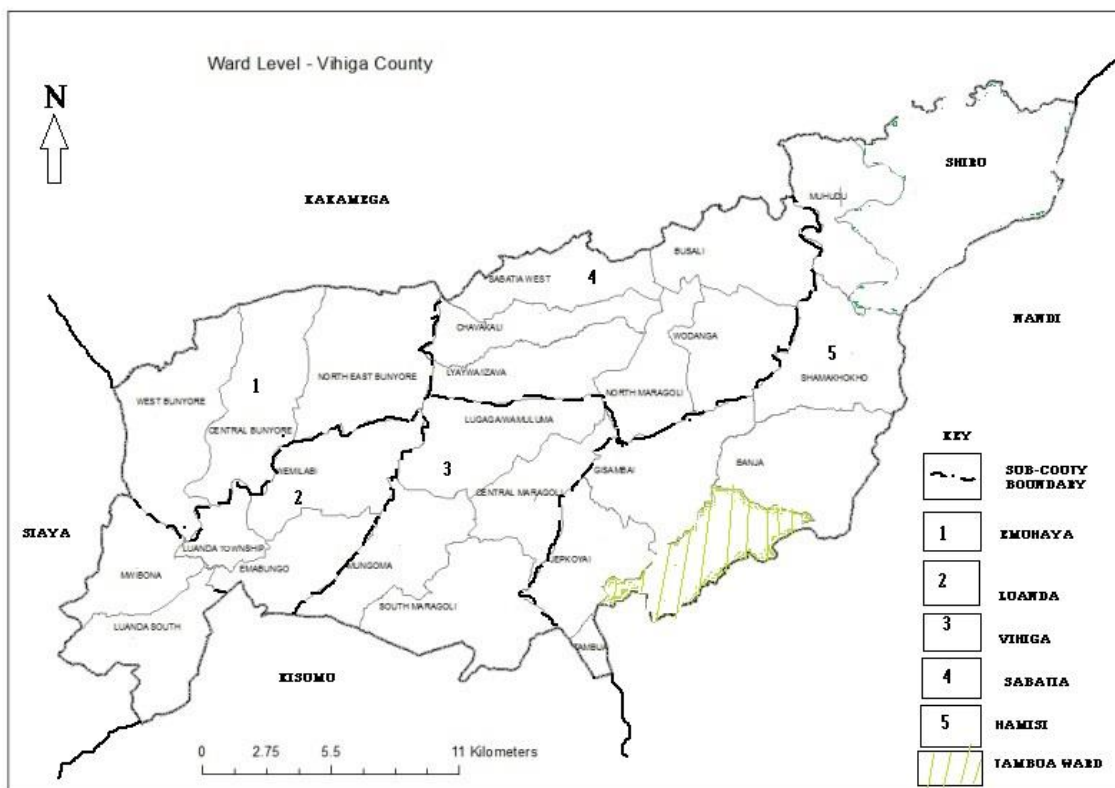 Ward Level - Vihiga County
N
SHIRU
MUHUDU
KAKAMEGA
BUSALI
SABATIA WEST
4
NANDI
CHAVAKALI
WODANGA
5
LYAYWA/IZAVA
NORTH EAST BUNYORE
SHAMAKHOKHO
1
WEST BUNYORE
NORTH MARAGOLI
LUGAGA/WAMULUMA
CENTRAL BUNYORE
KEY
WEMILABI
3
GISAMBAI
BANJA
SUB-COUTY
BOUNDARY
2
CENTRAL MARAGOLI
SIAYA
1
EMUHAYA
LUANDA TOWNSHIP
JEPKOYAI
MWIBONA
EMABUNGO
MUNGOMA
2
LUANDA
SOUTH MARAGOLI
LUANDA SOUTH
3
VIHIGA
TAMBUA
KISUMU
4
SABATIA
5
HAMISI
0 2.75 5.5 11 Kilometers
TAMBUA WARD